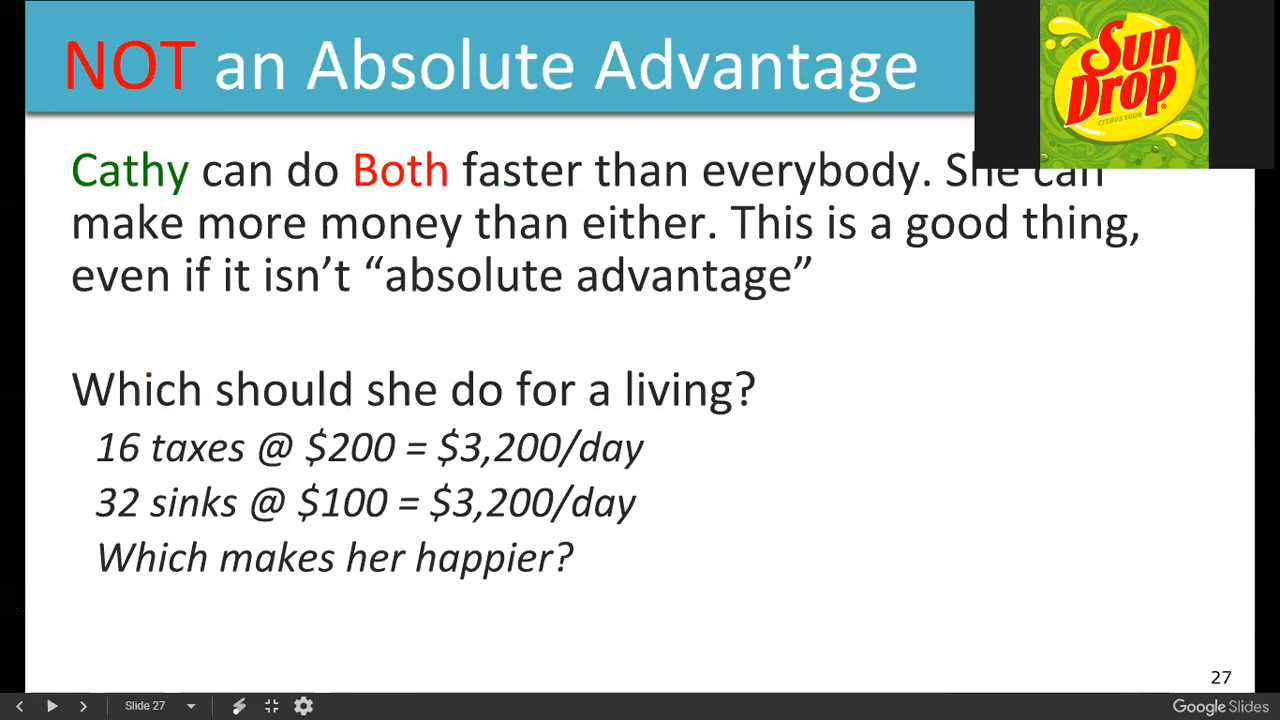 NOT an Absolute Advantage
Sun
Drop
CITRUS SODA
Cathy can do Both faster than everybody. She can
make more money than either. This is a good thing,
even if it isn’t “absolute advantage”
Which should she do for a living?
16 taxes @ $200 = $3,200/day
32 sinks @ $100 = $3,200/day
Which makes her happier?
27
Slide 27
Google Slides